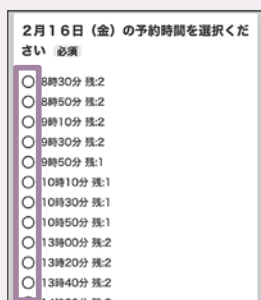 ２月１６日（金）の予約時間を選択くだ
さい 必須
8時30分 残:2
8時50分 残:2
9時10分 残:2
9時30分 残:2
9時50分 残:1
10時10分 残:1
10時30分 残:1
10時50分 残:1
13時00分 残:2
13時20分 残:2
13時40分 残:2